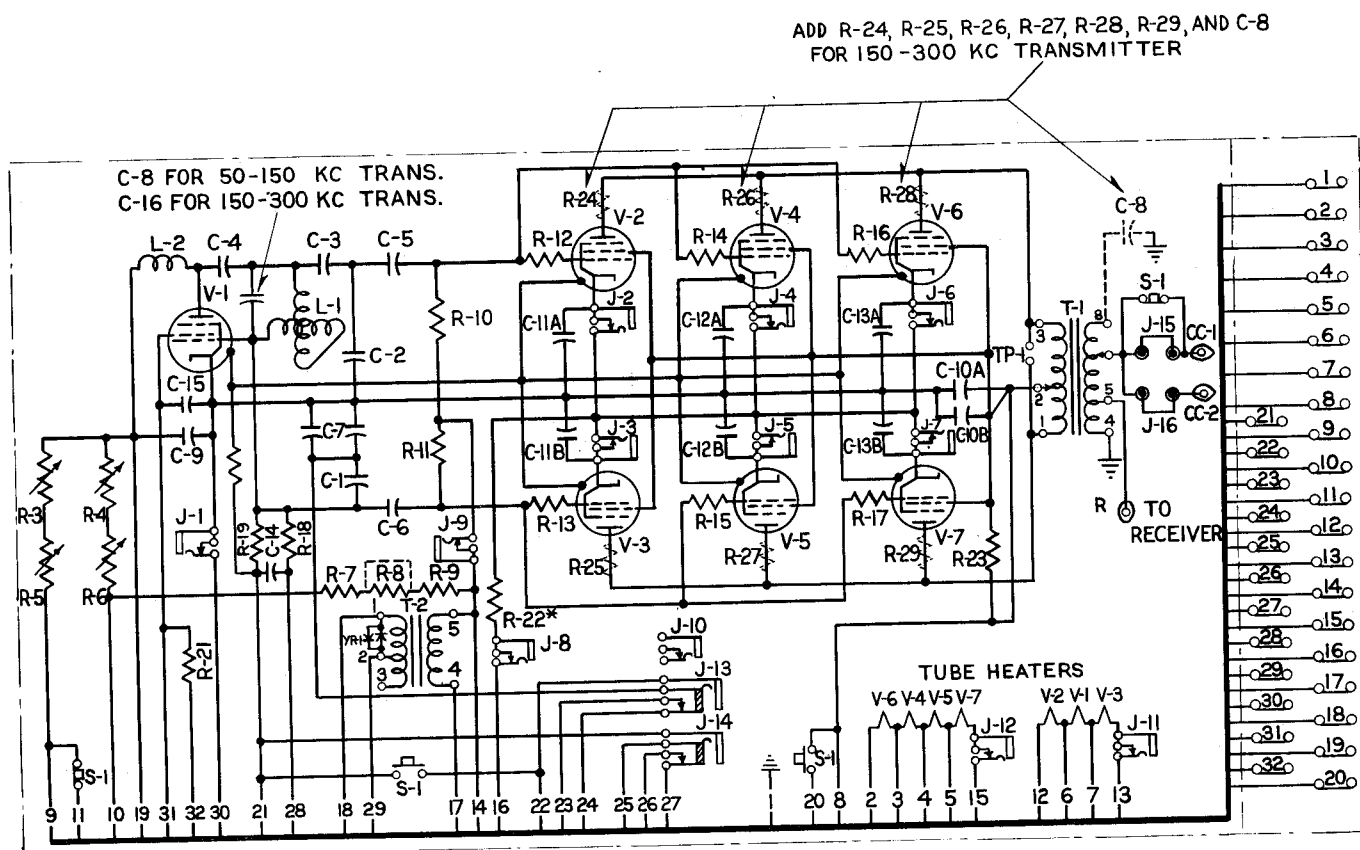 ADD R-24, R-25, R-26, R-27, R-28, R-29, AND C-8
FOR 150-300 KC TRANSMITTER
C-8 FOR 50-150 KC TRANS.
C-16 FOR 150-300 KC TRANS.
L-2
C-4
C-3
C-5
V-1
L-1
C-2
R-10
C-15
C-9
C-7
C-1
R-11
C-6
R-3
R-4
R-5
R-6
J-1
R-19
C-14
R-18
J-9
R-7
R-8
R-9
T-2
YR1
2
3
5
4
R-21
R-22*
J-8
R-24
V-2
R-12
J-2
C-11A
C-11B
J-3
R-13
V-3
R-25
R-26
V-4
R-14
J-4
C-12A
C-12B
J-5
R-15
V-5
R-27
R-28
V-6
R-16
J-6
C-13A
C-13B
J-7
R-17
V-7
R-29
C-10A
C-10B
R-23
TP-1
T-1
3
2
1
8
5
4
C-8
S-1
J-15
CC-1
J-16
CC-2
R
TO
RECEIVER
J-10
J-13
J-14
S-1
S-1
S-1
TUBE HEATERS
V-6 V-4 V-5 V-7
J-12
V-2 V-1 V-3
J-11
9 11 10 19 31 32 30 21 28 18 29 17 14 16 22 23 24 25 26 27 20 8 2 3 4 5 15 12 6 7 13
1
2
3
4
5
6
7
8
21
9
22
10
23
11
24
12
25
13
26
14
27
15
28
16
29
17
30
18
31
19
32
20